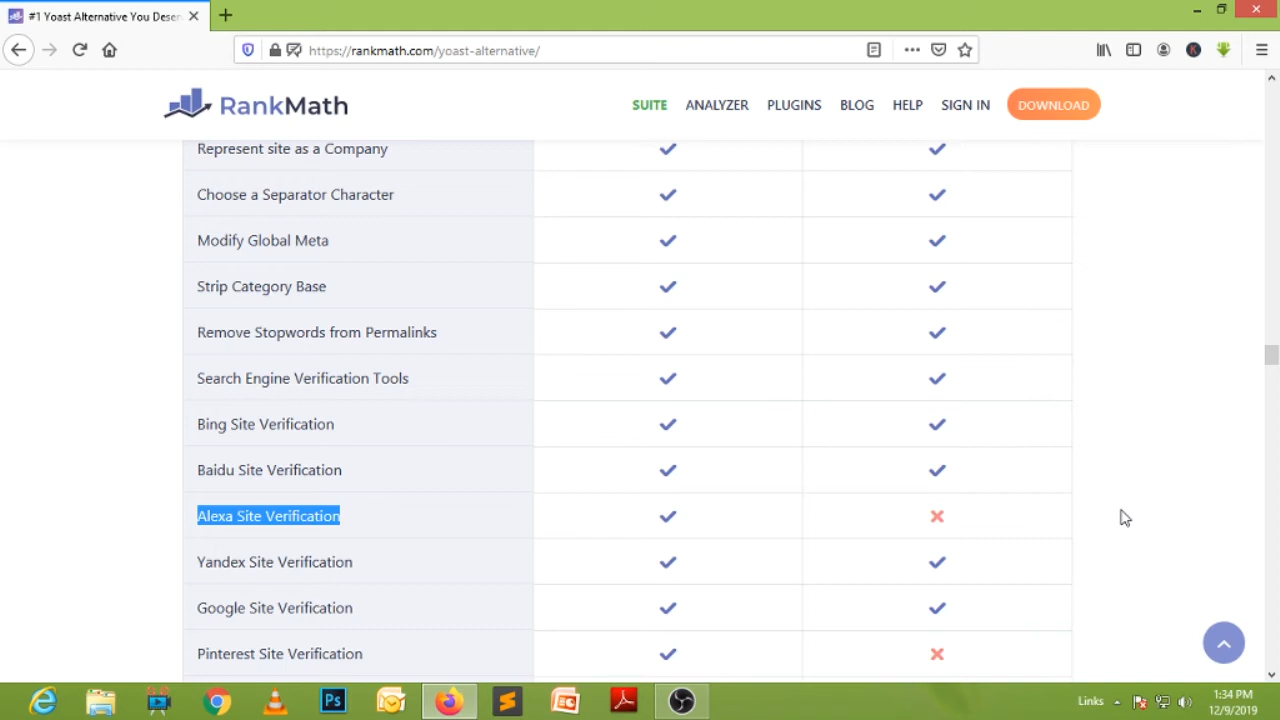 #1 Yoast Alternative You Deser
https://rankmath.com/yoast-alternative/
RankMath
SUITE ANALYZER PLUGINS BLOG HELP SIGN IN DOWNLOAD
Represent site as a Company
Choose a Separator Character
Modify Global Meta
Strip Category Base
Remove Stopwords from Permalinks
Search Engine Verification Tools
Bing Site Verification
Baidu Site Verification
Alexa Site Verification
Yandex Site Verification
Google Site Verification
Pinterest Site Verification
Ps
Links
1:34 PM
12/9/2019